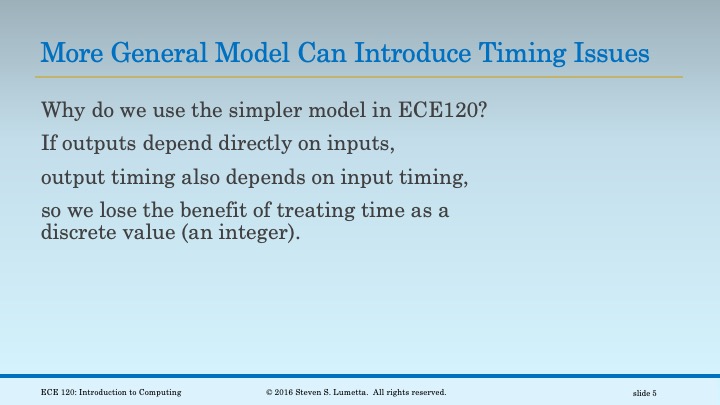 More General Model Can Introduce Timing Issues
Why do we use the simpler model in ECE120?
If outputs depend directly on inputs,
output timing also depends on input timing,
so we lose the benefit of treating time as a
discrete value (an integer).
ECE 120: Introduction to Computing
© 2016 Steven S. Lumetta.  All rights reserved.
slide 5